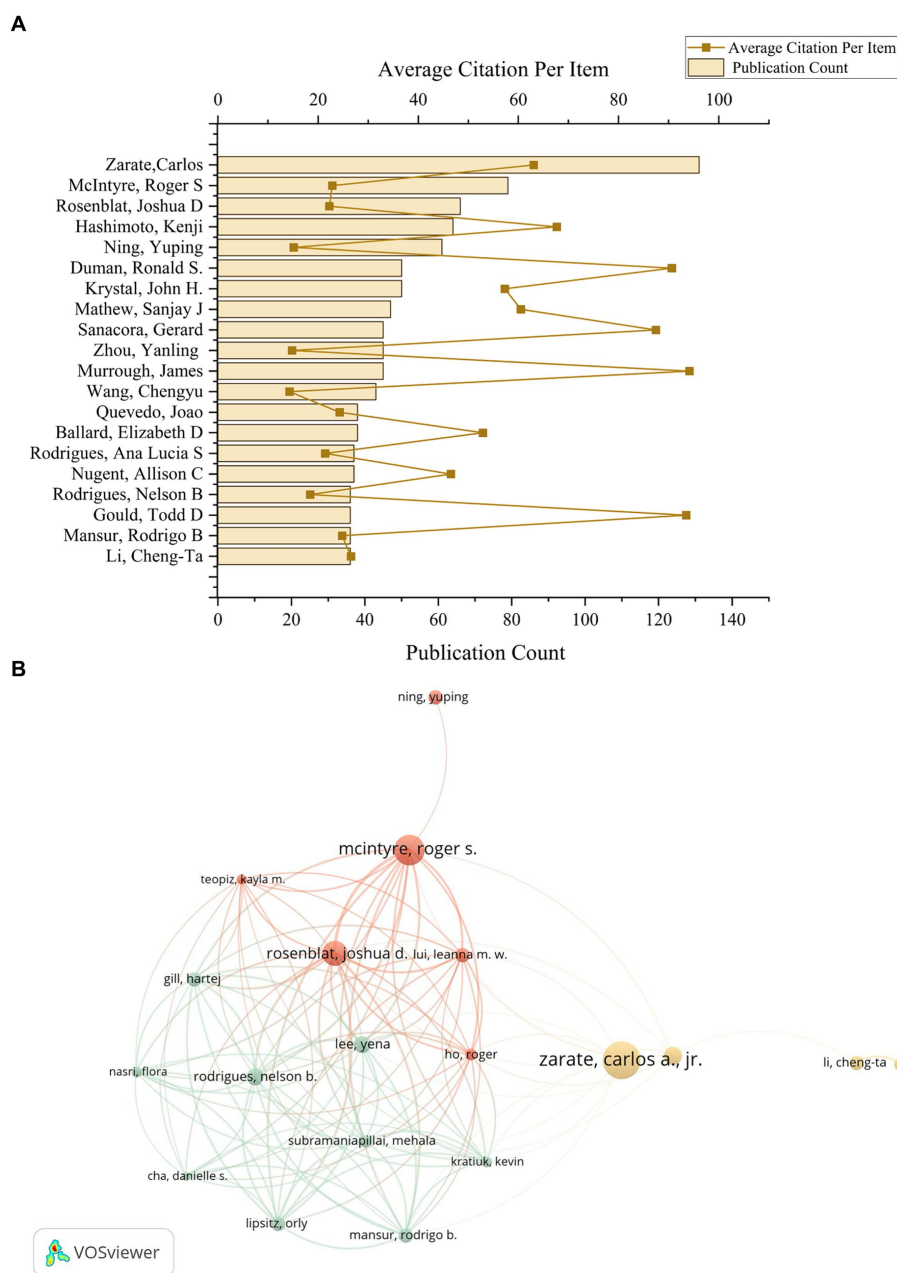 A
Average Citation Per Item
Publication Count
Average Citation Per Item
0 20 40 60 80 100
Zarate,Carlos
McIntyre, Roger S
Rosenblat, Joshua D
Hashimoto, Kenji
Ning, Yuping
Duman, Ronald S.
Krystal, John H.
Mathew, Sanjay J
Sanacora, Gerard
Zhou, Yanling
Murrough, James
Wang, Chengyu
Quevedo, Joao
Ballard, Elizabeth D
Rodrigues, Ana Lucia S
Nugent, Allison C
Rodrigues, Nelson B
Gould, Todd D
Mansur, Rodrigo B
Li, Cheng-Ta
0 20 40 60 80 100 120 140
Publication Count
B
ning, yuping
mcintyre, roger s.
teopiz, kayla m.
rosenblat, joshua d. lui, leanna m. w.
gill, hartej
lee, yena
ho, roger
zarate, carlos a., jr.
li, cheng-ta
nasri, flora
rodrigues, nelson b.
subramaniapillai, mehala
kratiuk, kevin
cha, danielle s.
lipsitz, orly
mansur, rodrigo b.
VOSviewer